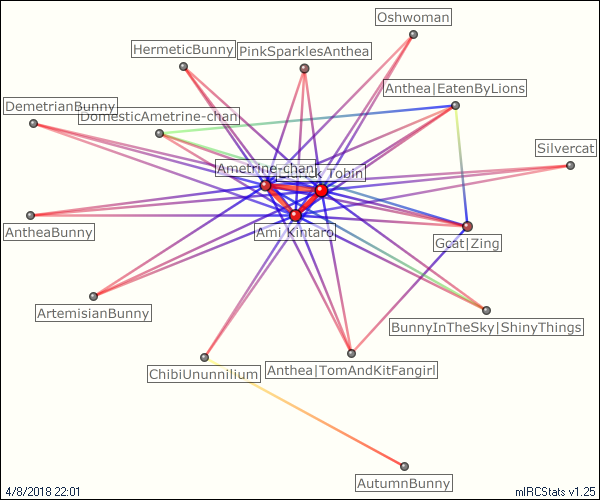 Oshwoman
HermeticBunny
PinkSparklesAnthea
Anthea|EatenByLions
DemetrianBunny
DomesticAmetrine-chan
Silvercat
Ametrine-chan
Tobin
AntheaBunny
Ami Kintaro
Gcat|Zing
ArtemisianBunny
BunnyInTheSky|ShinyThings
ChibiUnunnilium
Anthea|TomAndKitFangirl
AutumnBunny
4/8/2018 22:01
mIRCStats v1.25